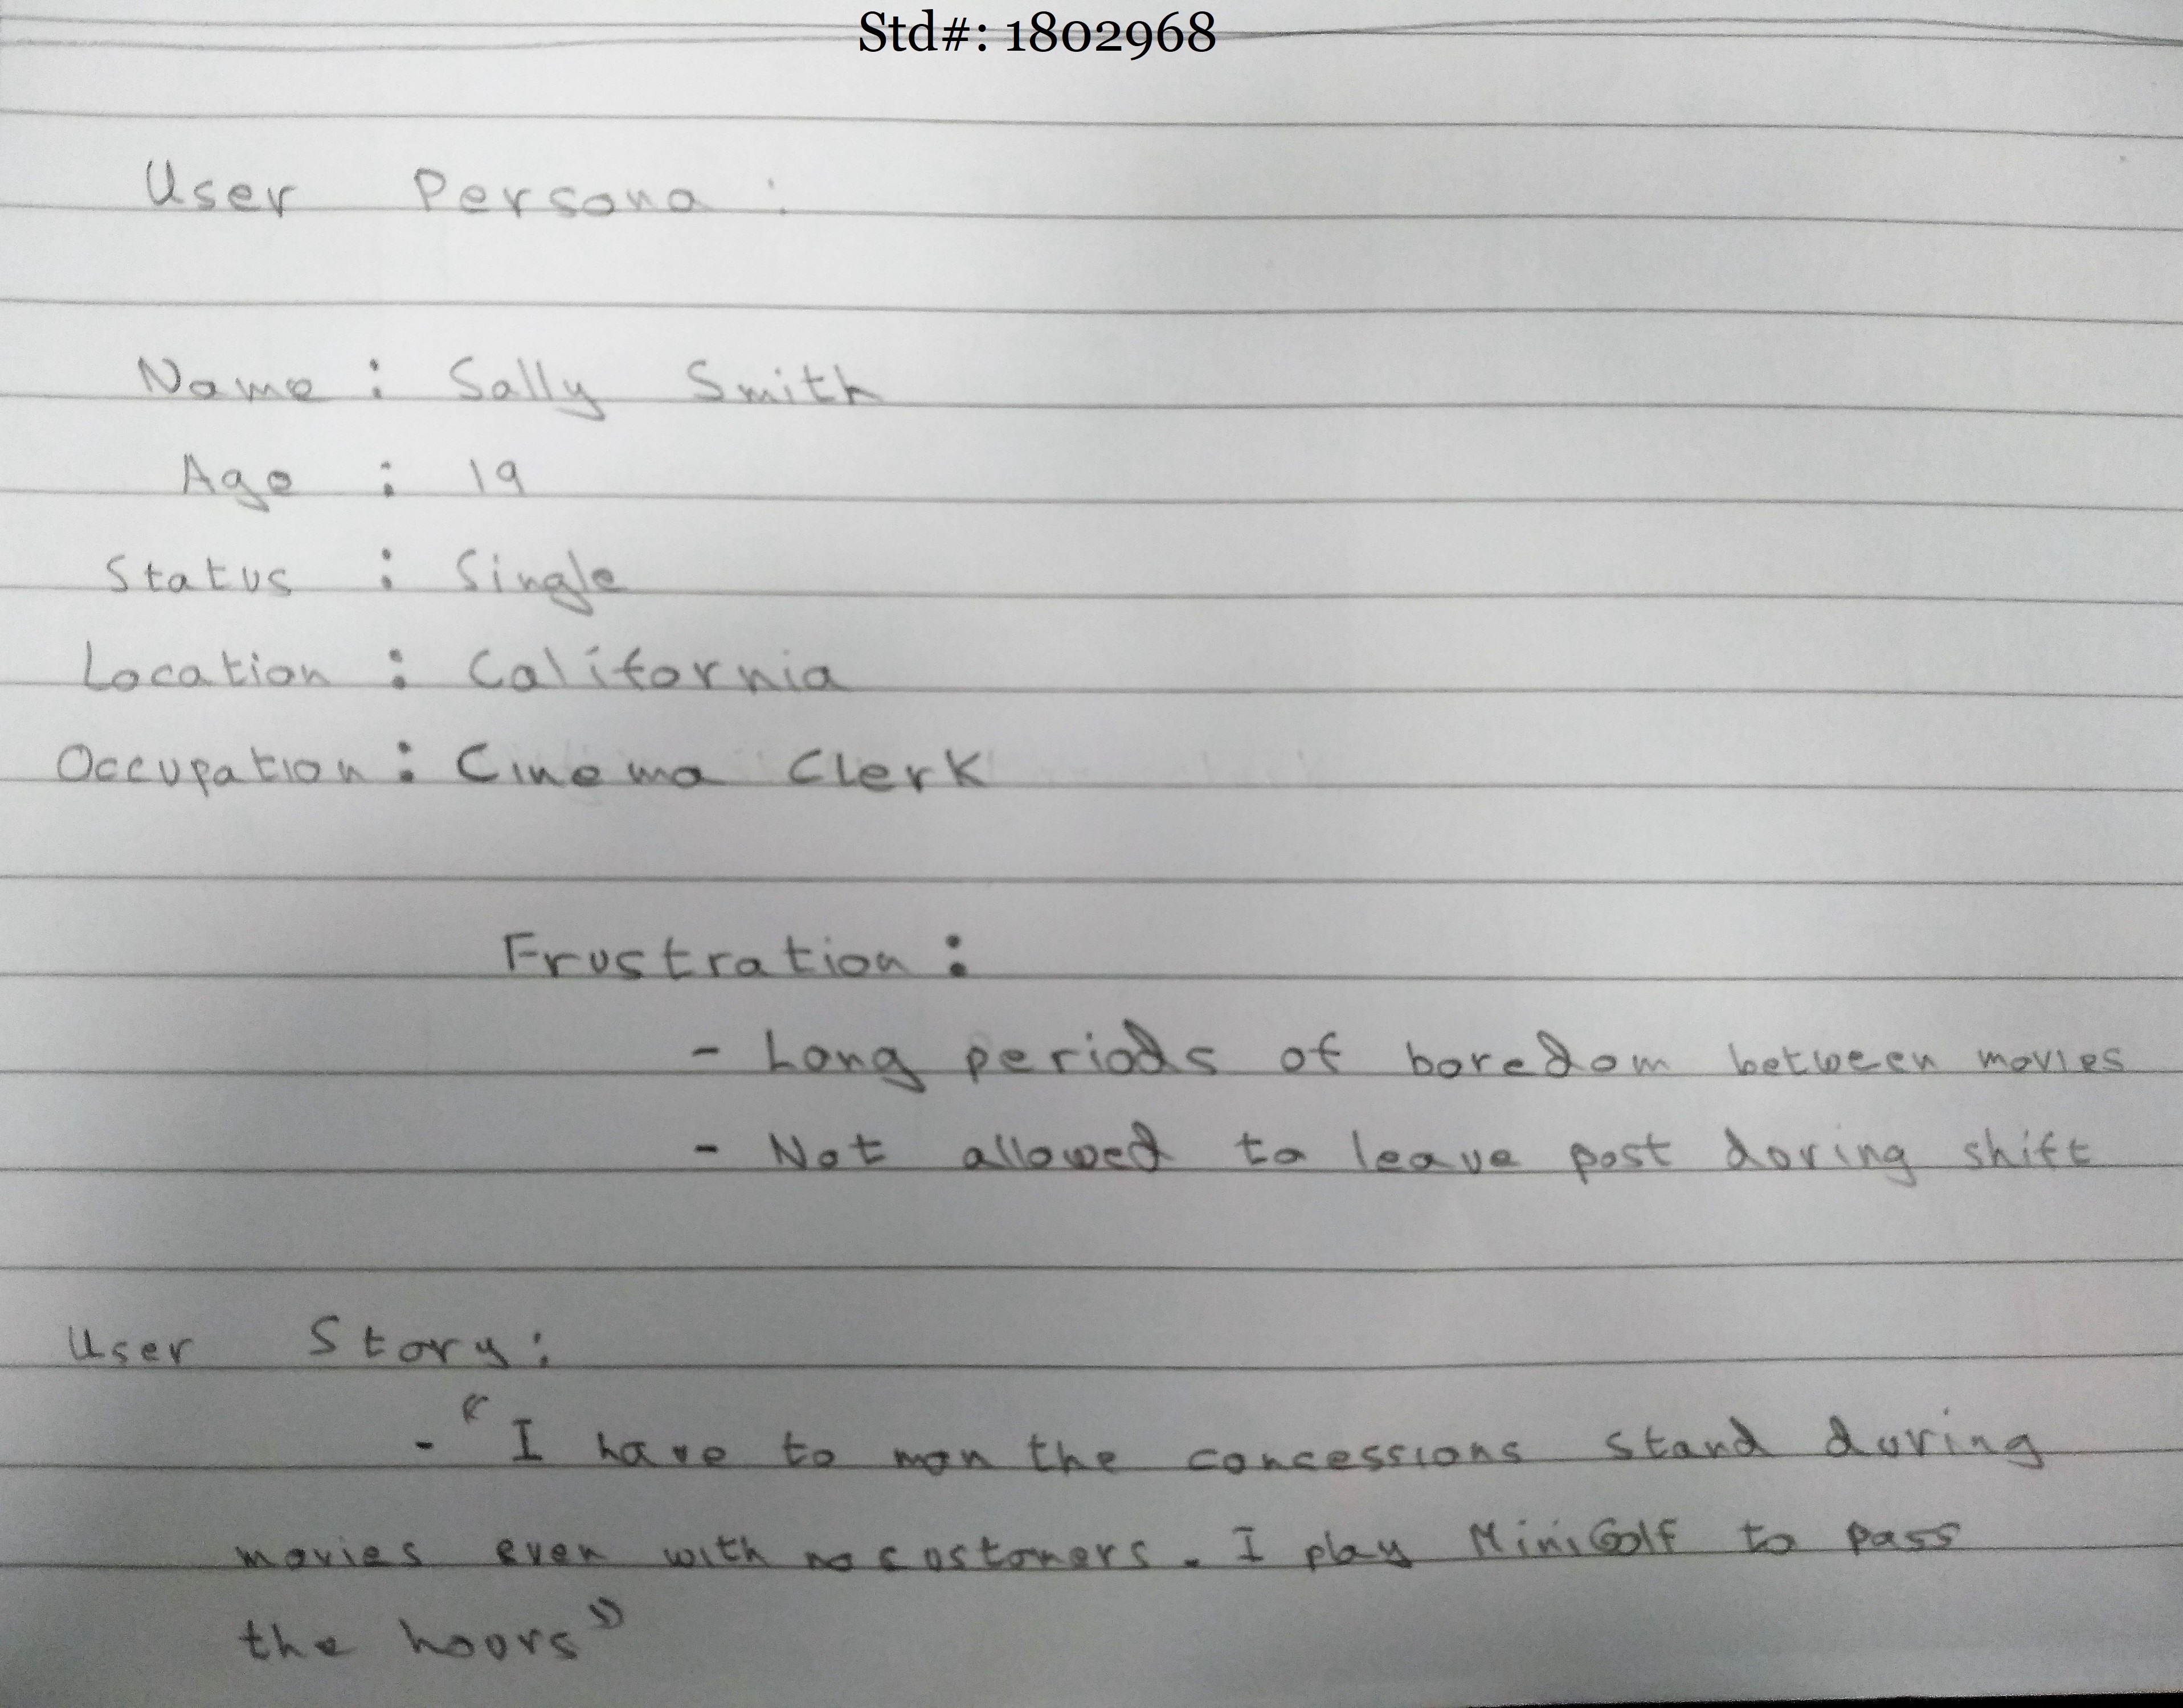 Std#: 1802968
User Persona :
Name : Sally Smith
Age : 19
Status : Single
Location : California
Occupation : Cinema Clerk
Frustration :
- Long periods of boredom between movies
- Not allowed to leave post during shift
User Story :
- "I have to man the concessions stand during
movies even with no customers. I play MiniGolf to pass
the hours"